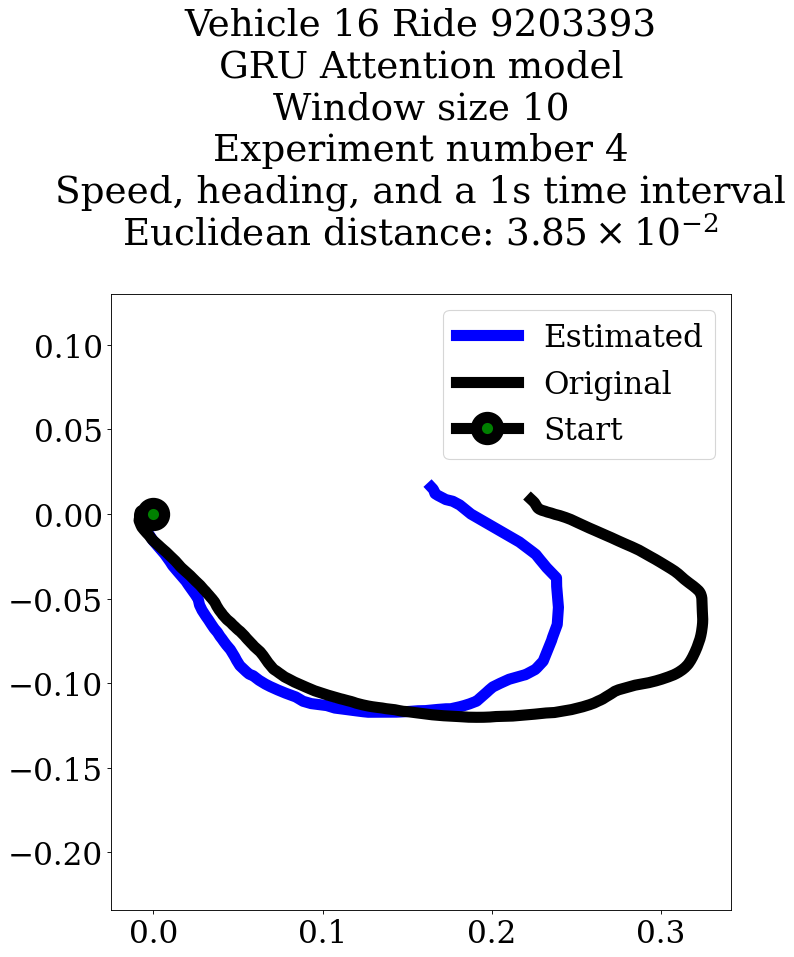 Vehicle 16 Ride 9203393
GRU Attention model
Window size 10
Experiment number 4
Speed, heading, and a 1s time interval
Euclidean distance: 3.85 × 10⁻²
Estimated
Original
Start
0.10
0.05
0.00
−0.05
−0.10
−0.15
−0.20
0.0 0.1 0.2 0.3